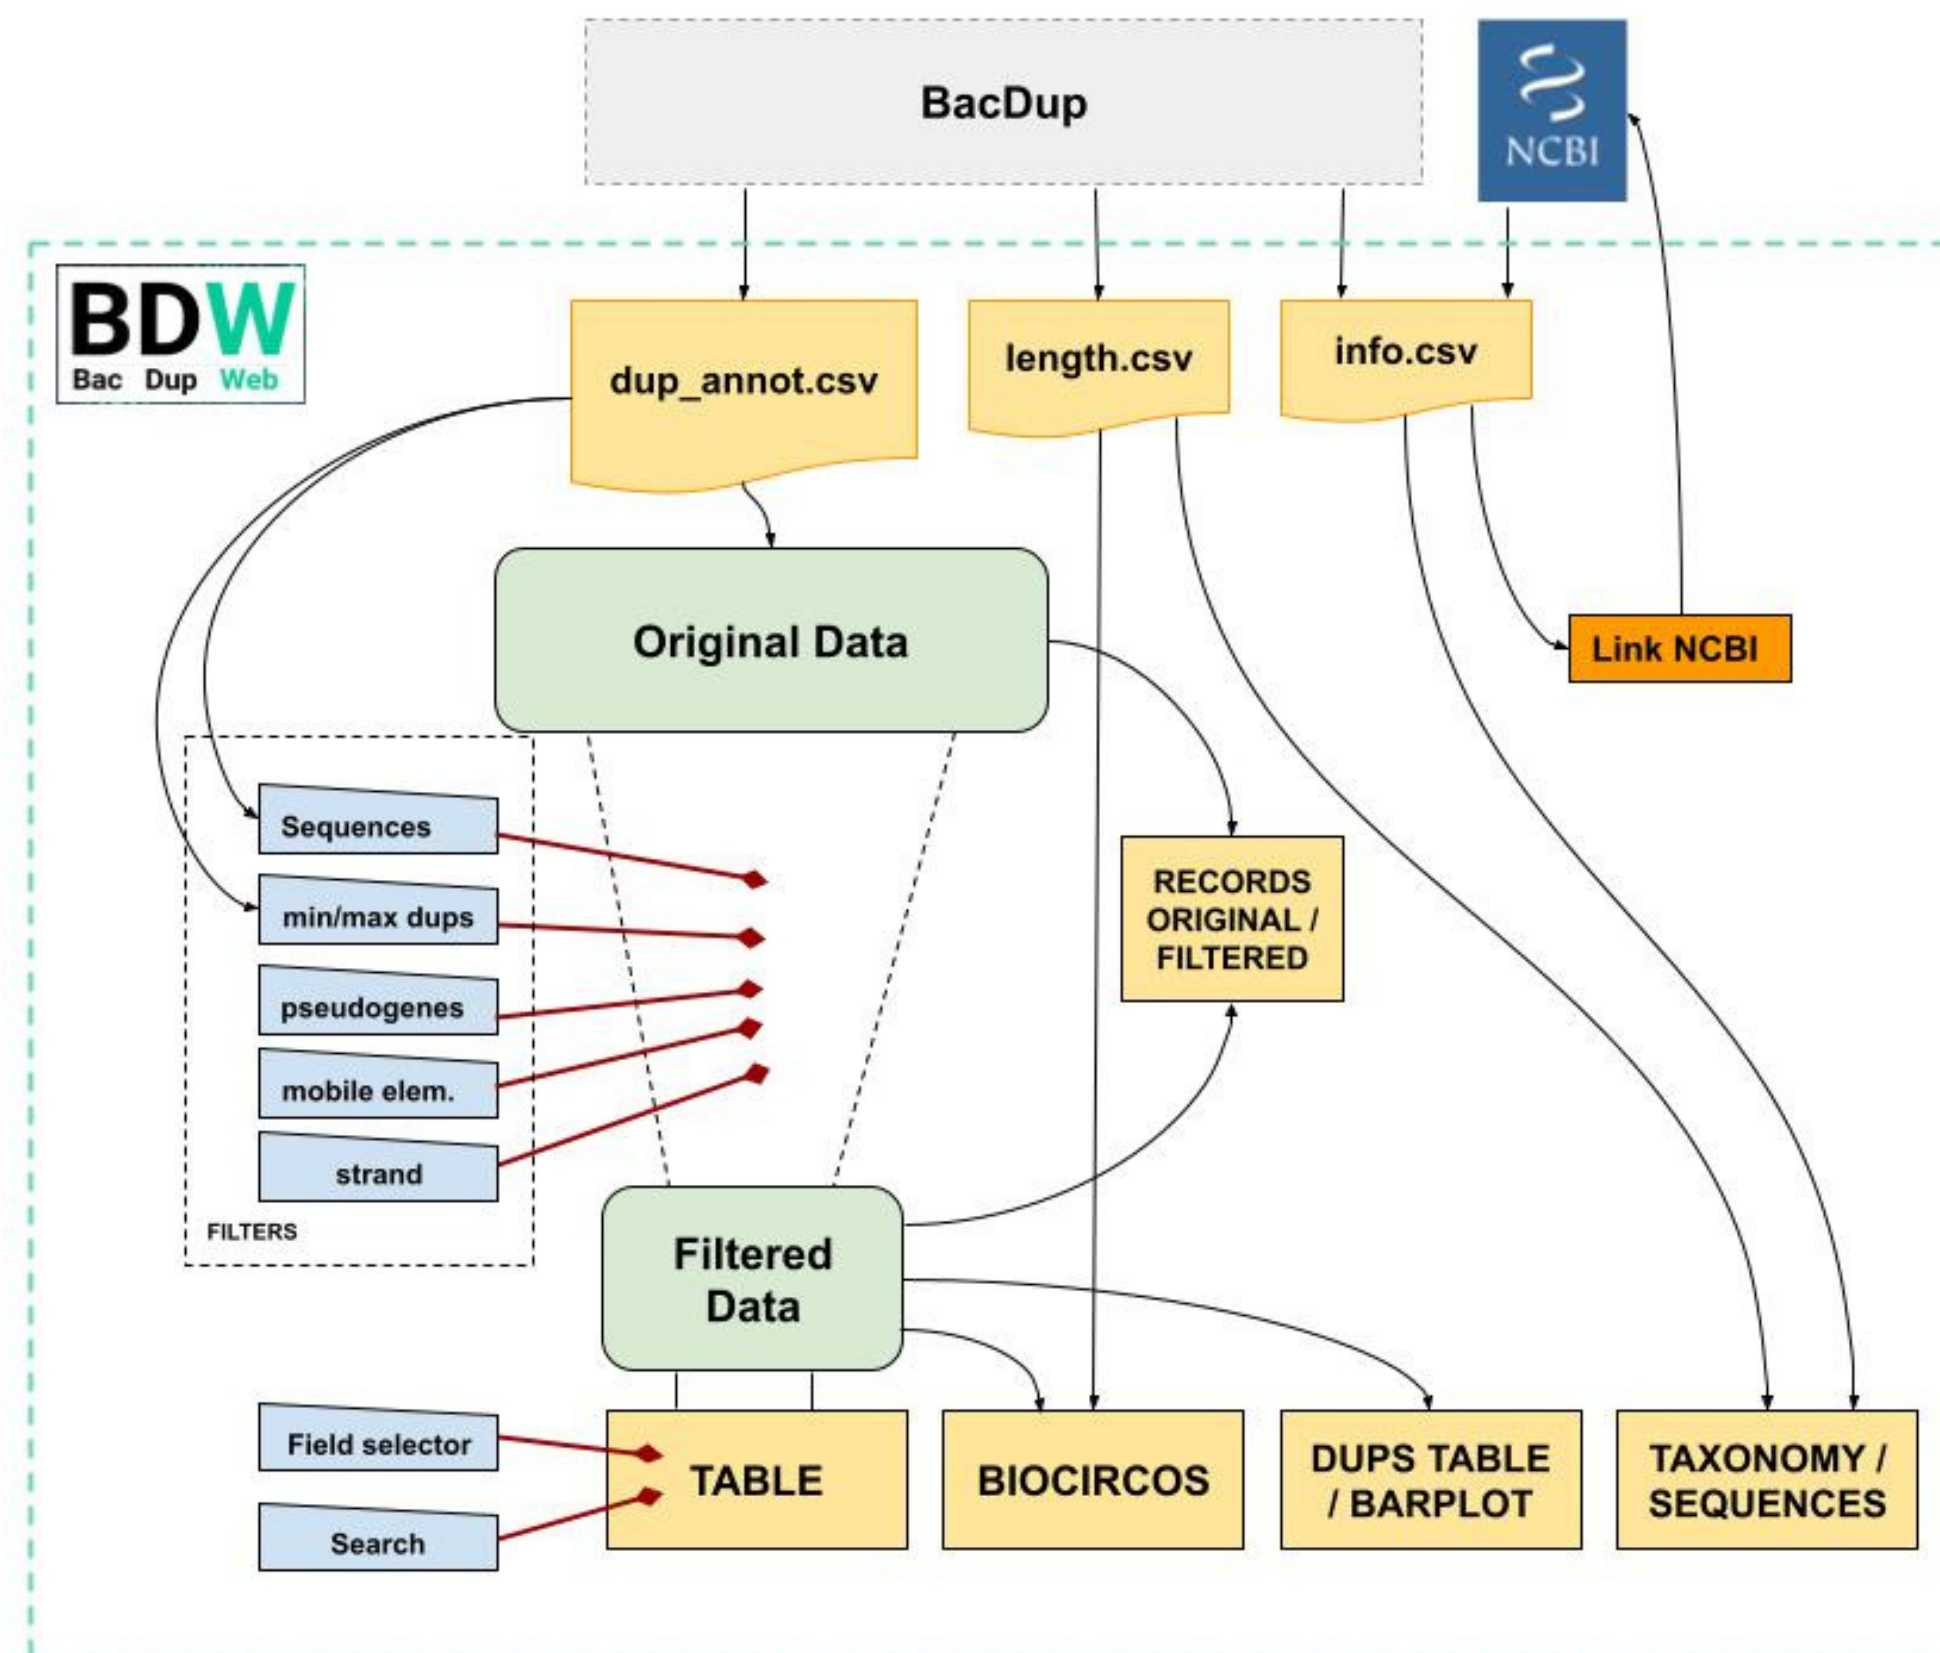 BacDup
NCBI
BDW
Bac Dup Web
dup_annot.csv
length.csv
info.csv
Original Data
Link NCBI
Sequences
min/max dups
pseudogenes
mobile elem.
strand
FILTERS
RECORDS
ORIGINAL /
FILTERED
Filtered
Data
Field selector
Search
TABLE
BIOCIRCOS
DUPS TABLE
/ BARPLOT
TAXONOMY /
SEQUENCES